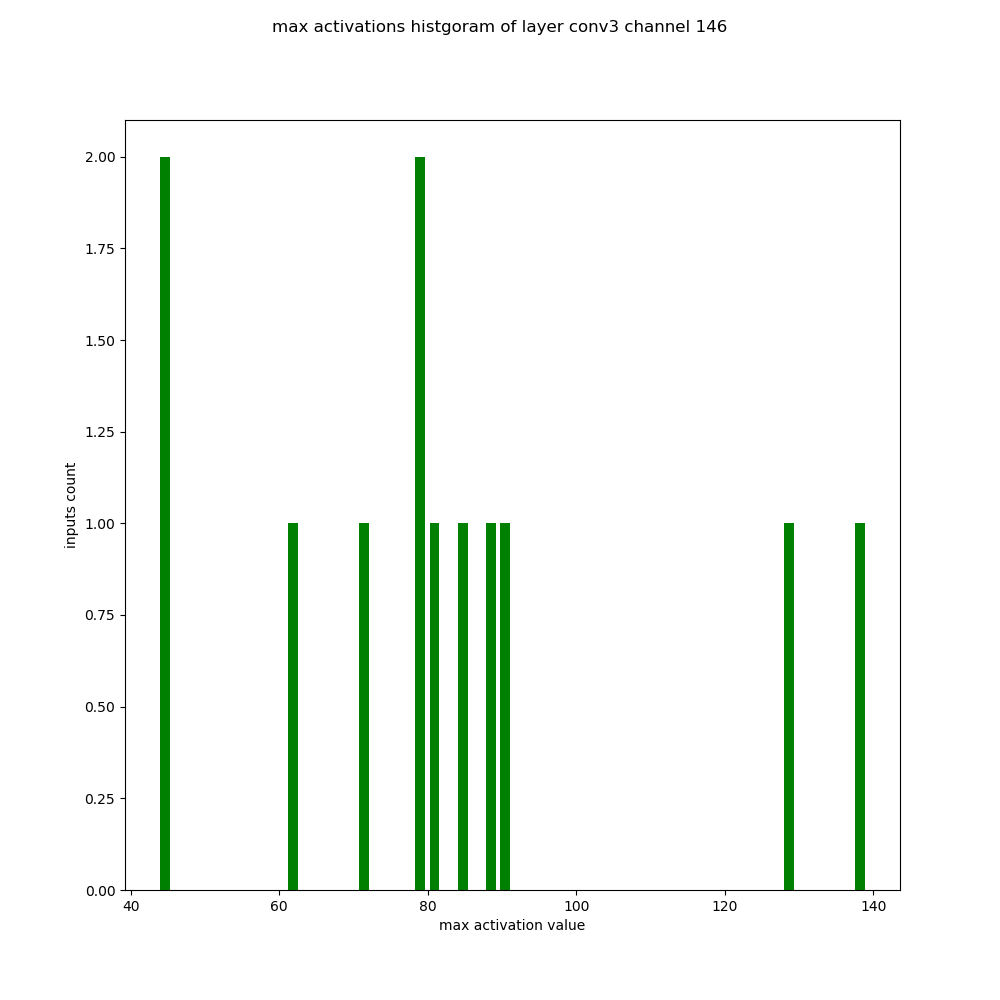 max activations histgoram of layer conv3 channel 146
2.00
1.75
1.50
1.25
1.00
0.75
0.50
0.25
0.00
inputs count
40 60 80 100 120 140
max activation value